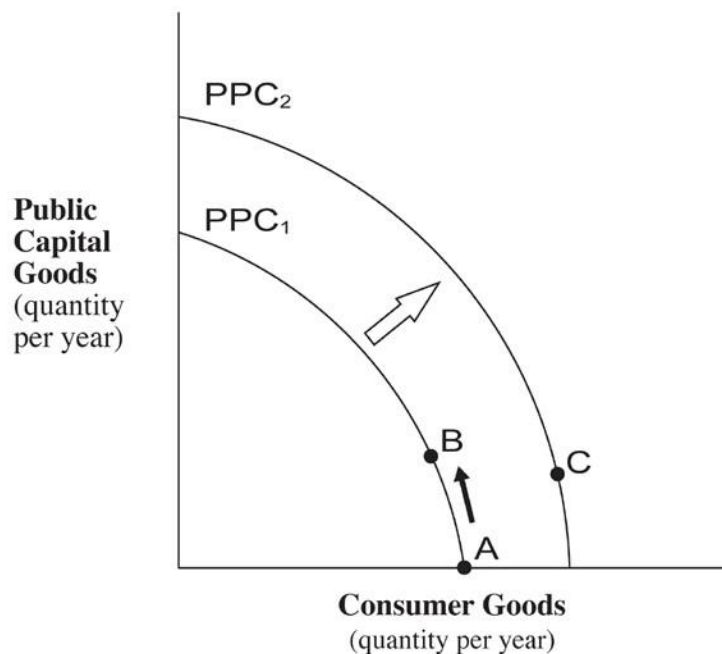 PPC₂
PPC₁
Public
Capital
Goods
(quantity
per year)
B
C
A
Consumer Goods
(quantity per year)